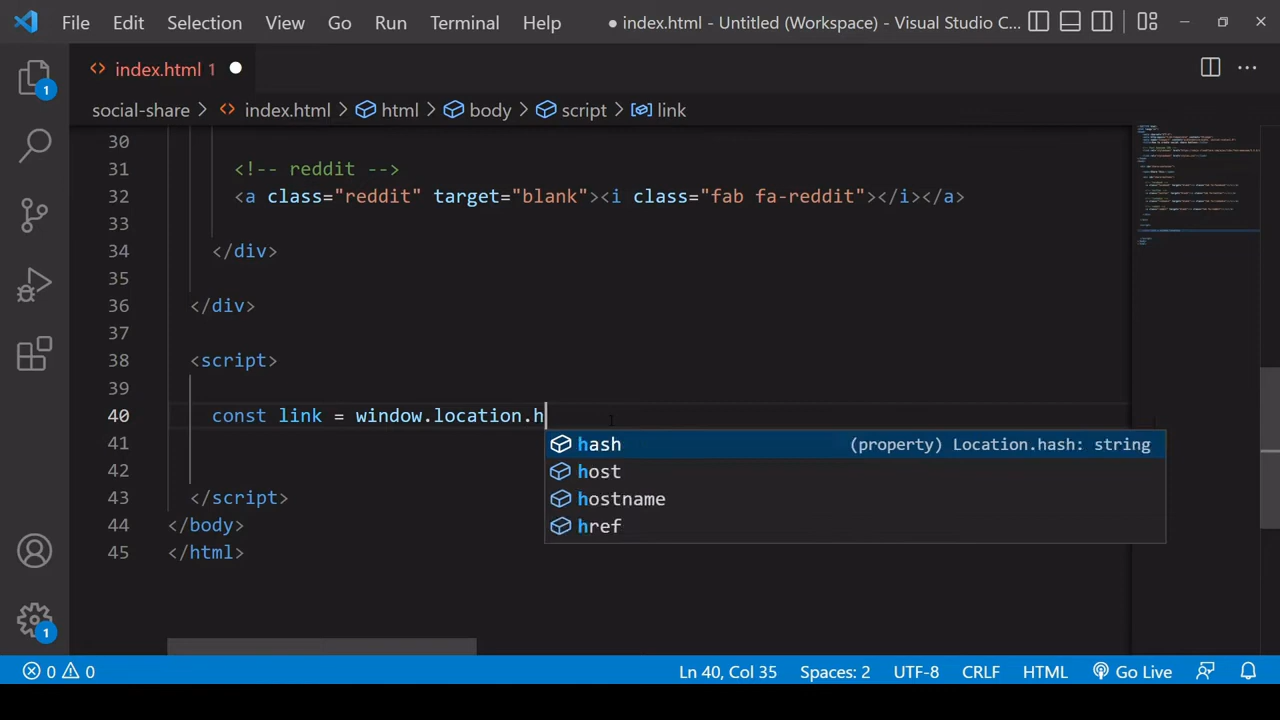 File Edit Selection View Go Run Terminal Help ● index.html - Untitled (Workspace) - Visual Studio C...
index.html 1
social-share > index.html > html > body > script > link
30
31 <!-- reddit -->
32 <a class="reddit" target="blank"><i class="fab fa-reddit"></i></a>
33
34 </div>
35
36 </div>
37
38 <script>
39
40 const link = window.location.h
hash (property) Location.hash: string
41
host
42
hostname
43 </script>
href
44 </body>
45 </html>
1
1
0 0 Ln 40, Col 35 Spaces: 2 UTF-8 CRLF HTML Go Live